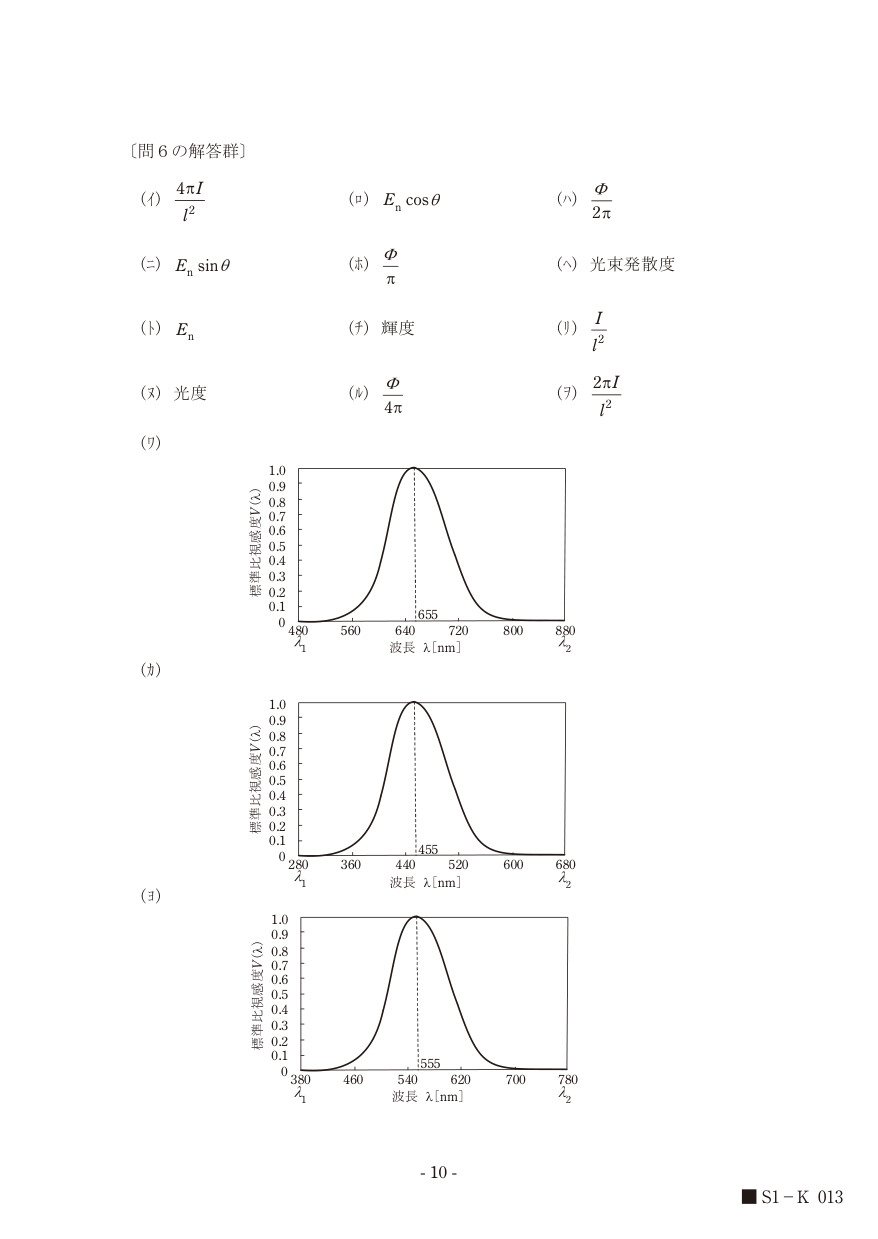 〔問6の解答群〕
(イ) 4πI/l² (ロ) Eₙ cosθ (ハ) Φ/2π
(ニ) Eₙ sinθ (ホ) Φ/π (ヘ) 光束発散度
(ト) Eₙ (チ) 輝度 (リ) I/l²
(ヌ) 光度 (ル) Φ/4π (ヲ) 2πI/l²
(ワ)
標準比視感度V(λ)
1.0
0.9
0.8
0.7
0.6
0.5
0.4
0.3
0.2
0.1
0
655
480 560 640 720 800 880
λ₁ 波長 λ[nm] λ₂
(カ)
標準比視感度V(λ)
1.0
0.9
0.8
0.7
0.6
0.5
0.4
0.3
0.2
0.1
0
455
280 360 440 520 600 680
λ₁ 波長 λ[nm] λ₂
(ヨ)
標準比視感度V(λ)
1.0
0.9
0.8
0.7
0.6
0.5
0.4
0.3
0.2
0.1
0
555
380 460 540 620 700 780
λ₁ 波長 λ[nm] λ₂
- 10 -
■ S1－K 013